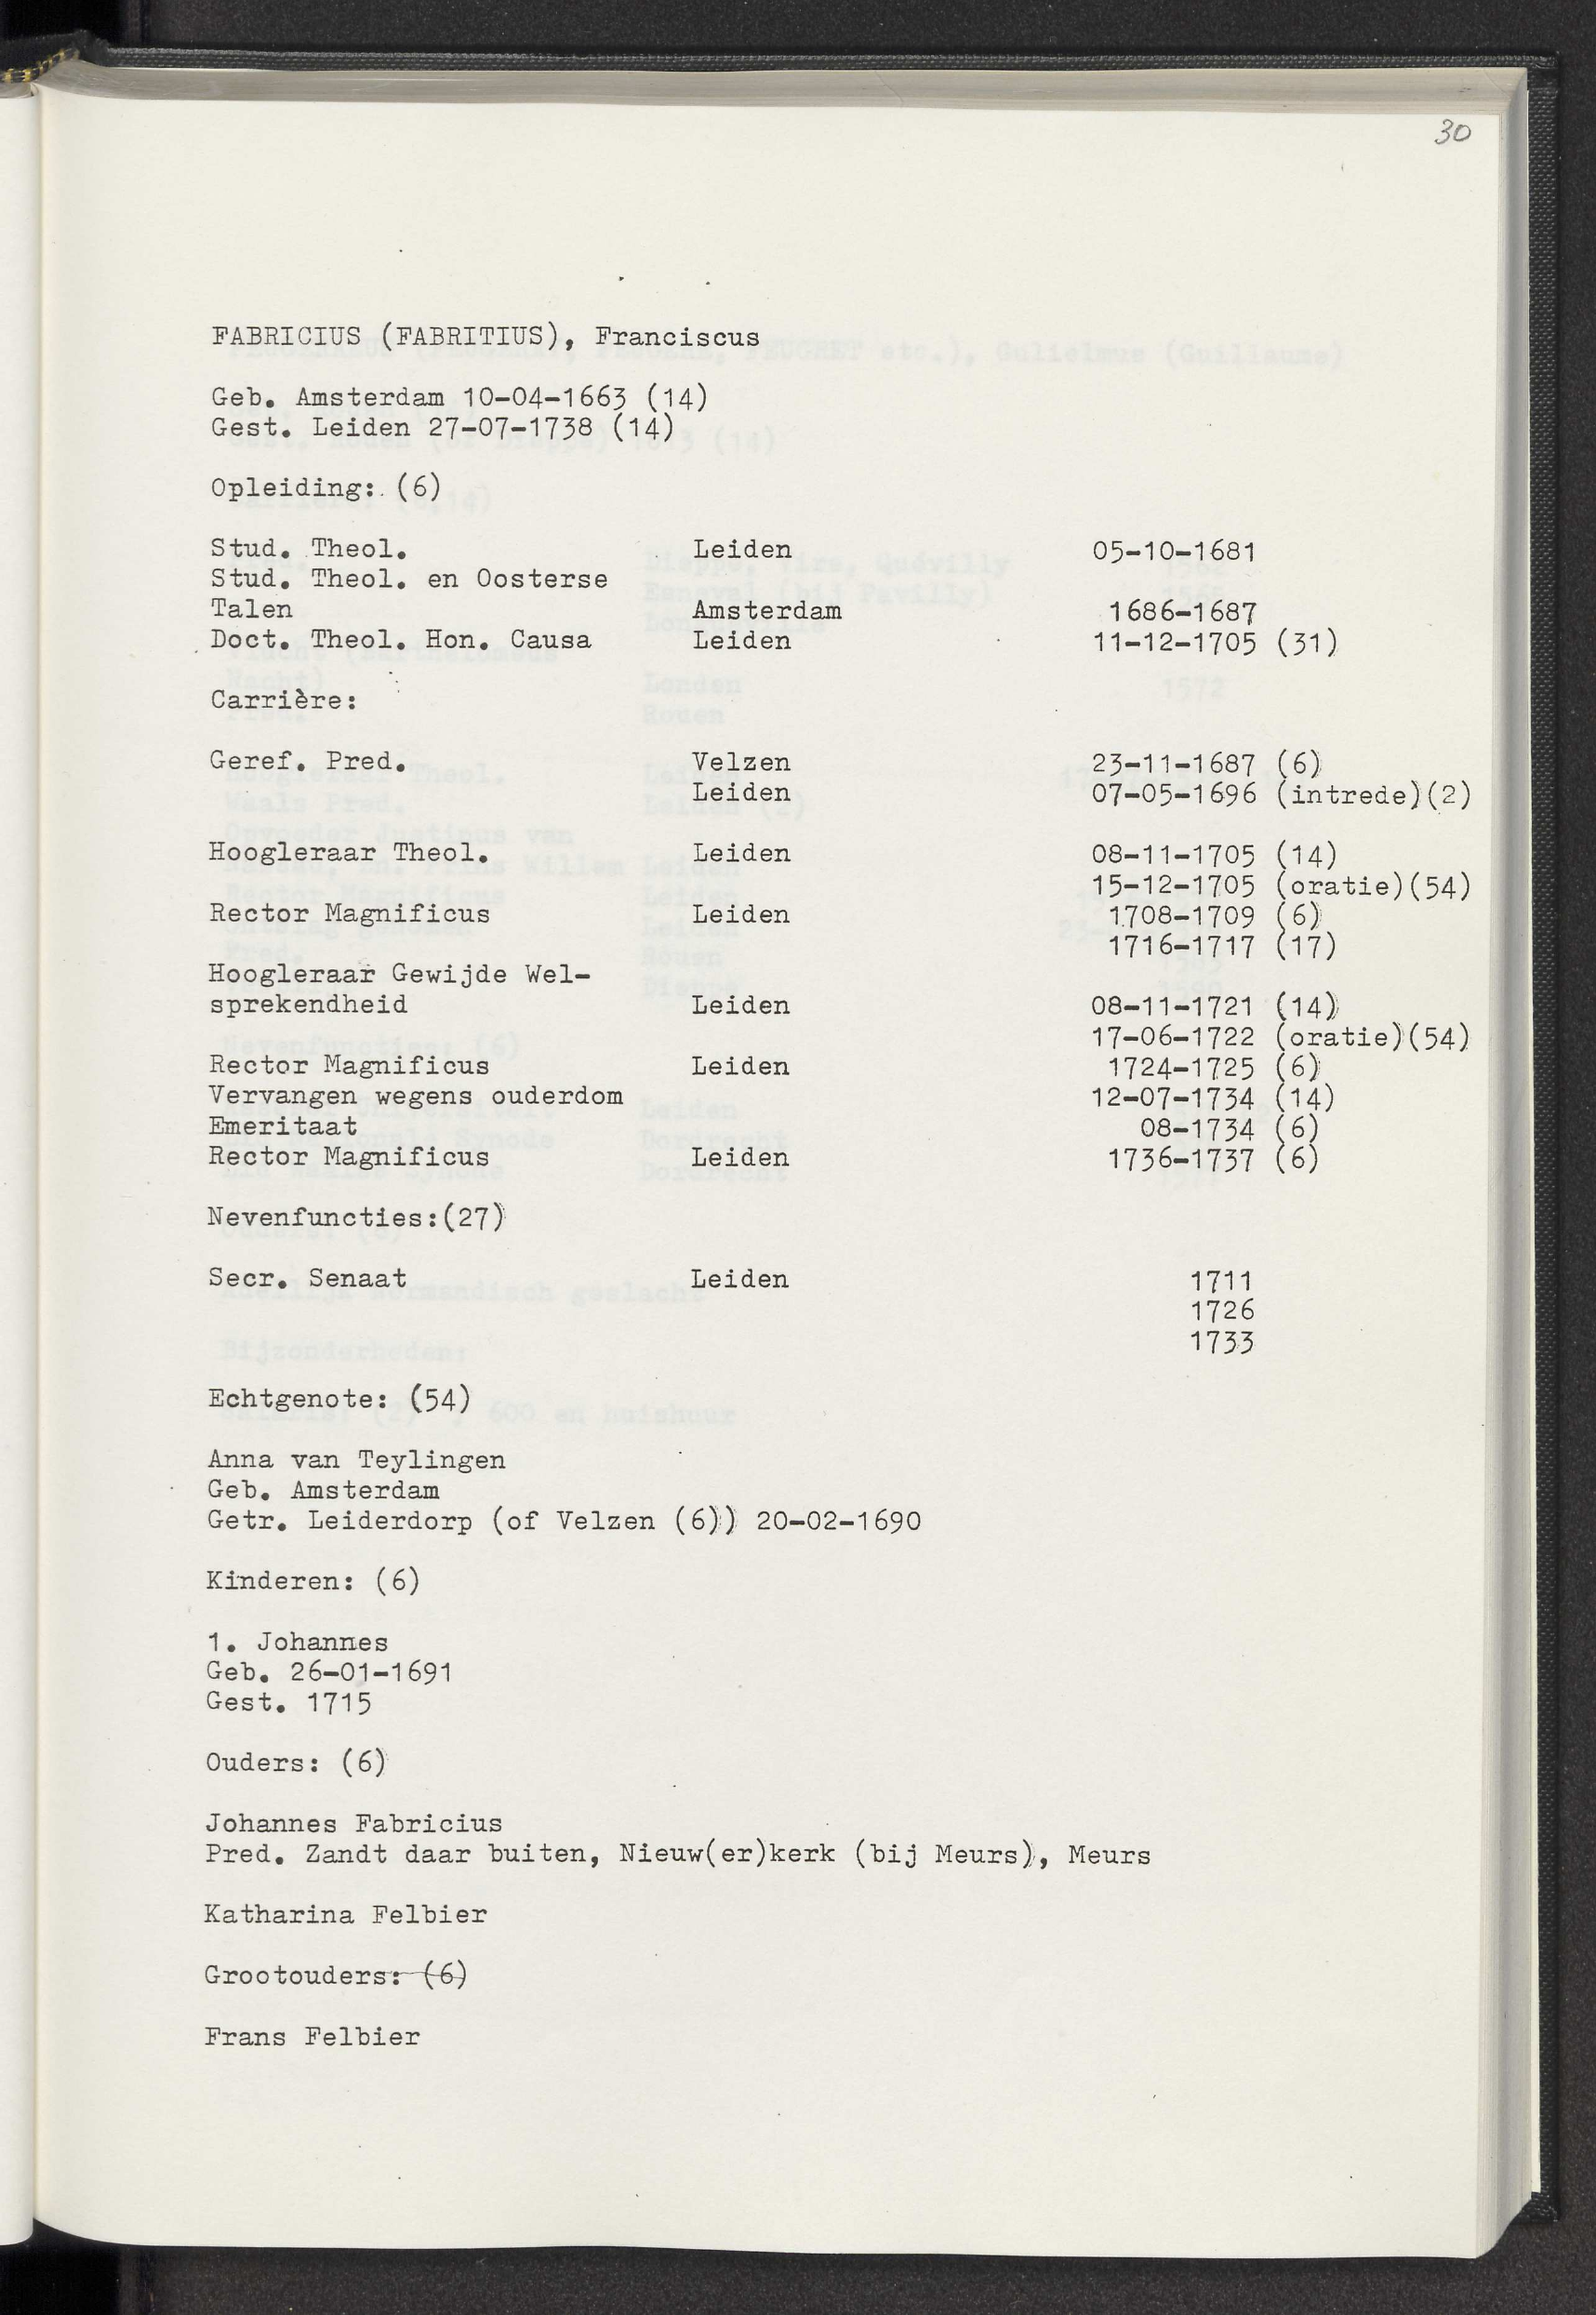 30
FABRICIUS (FABRITIUS), Franciscus
Geb. Amsterdam 10-04-1663 (14)
Gest. Leiden 27-07-1738 (14)
Opleiding: (6)
Stud. Theol. Leiden 05-10-1681
Stud. Theol. en Oosterse
Talen Amsterdam 1686-1687
Doct. Theol. Hon. Causa Leiden 11-12-1705 (31)
Carrière:
Geref. Pred. Velzen 23-11-1687 (6)
Leiden 07-05-1696 (intrede)(2)
Hoogleraar Theol. Leiden 08-11-1705 (14)
15-12-1705 (oratie)(54)
Rector Magnificus Leiden 1708-1709 (6)
1716-1717 (17)
Hoogleraar Gewijde Wel-
sprekendheid Leiden 08-11-1721 (14)
17-06-1722 (oratie)(54)
Rector Magnificus Leiden 1724-1725 (6)
Vervangen wegens ouderdom 12-07-1734 (14)
Emeritaat 08-1734 (6)
Rector Magnificus Leiden 1736-1737 (6)
Nevenfuncties:(27)
Secr. Senaat Leiden 1711
1726
1733
Echtgenote: (54)
Anna van Teylingen
Geb. Amsterdam
Getr. Leiderdorp (of Velzen (6)) 20-02-1690
Kinderen: (6)
1. Johannes
Geb. 26-01-1691
Gest. 1715
Ouders: (6)
Johannes Fabricius
Pred. Zandt daar buiten, Nieuw(er)kerk (bij Meurs), Meurs
Katharina Felbier
Grootouders: (6)
Frans Felbier